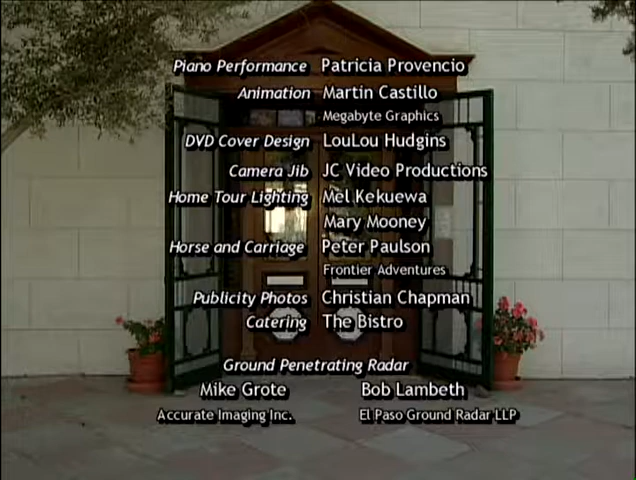 Piano Performance Patricia Provencio
Animation Martin Castillo
Megabyte Graphics
DVD Cover Design LouLou Hudgins
Camera Jib JC Video Productions
Home Tour Lighting Mel Kekuewa
Mary Mooney
Horse and Carriage Peter Paulson
Frontier Adventures
Publicity Photos Christian Chapman
Catering The Bistro
Ground Penetrating Radar
Mike Grote Bob Lambeth
Accurate Imaging Inc. El Paso Ground Radar LLP